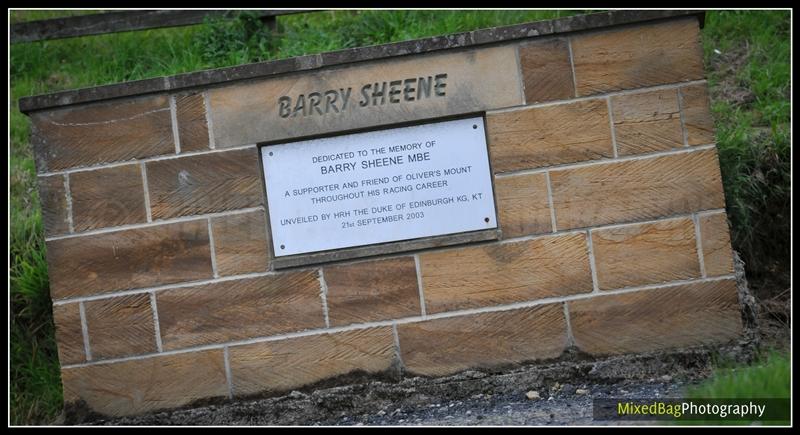 BARRY SHEENE
DEDICATED TO THE MEMORY OF
BARRY SHEENE MBE
A SUPPORTER AND FRIEND OF OLIVER'S MOUNT
THROUGHOUT HIS RACING CAREER
UNVEILED BY HRH THE DUKE OF EDINBURGH KG, KT
21st SEPTEMBER 2003
MixedBagPhotography